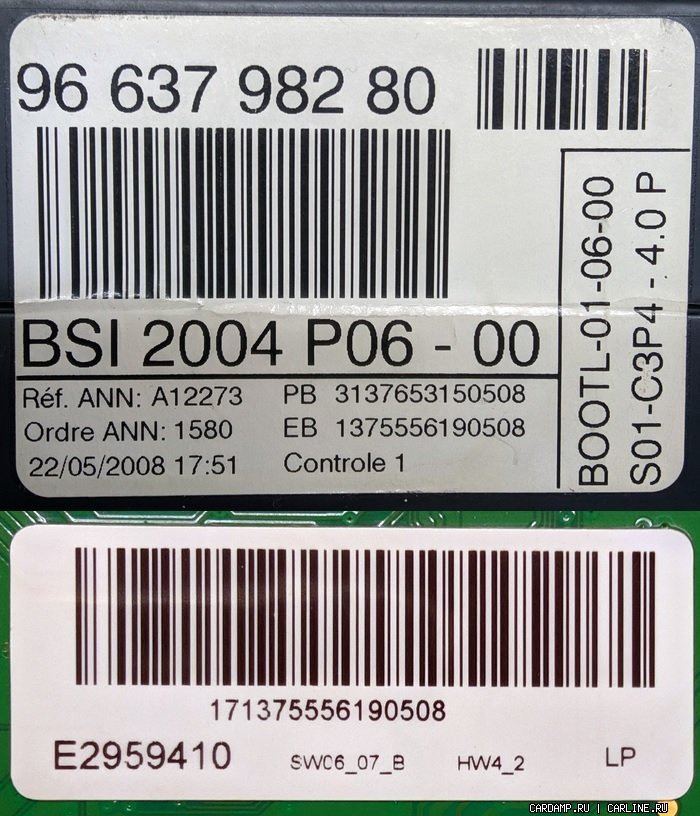 96 637 982 80
BSI 2004 P06 - 00
Réf. ANN: A12273 PB 3137653150508
Ordre ANN: 1580 EB 1375556190508
22/05/2008 17:51 Controle 1
BOOTL-01-06-00
S01-C3P4 - 4.0 P
171375556190508
E2959410 SW06_07_B HW4_2 LP
CARDAMP.RU | CARLINE.RU